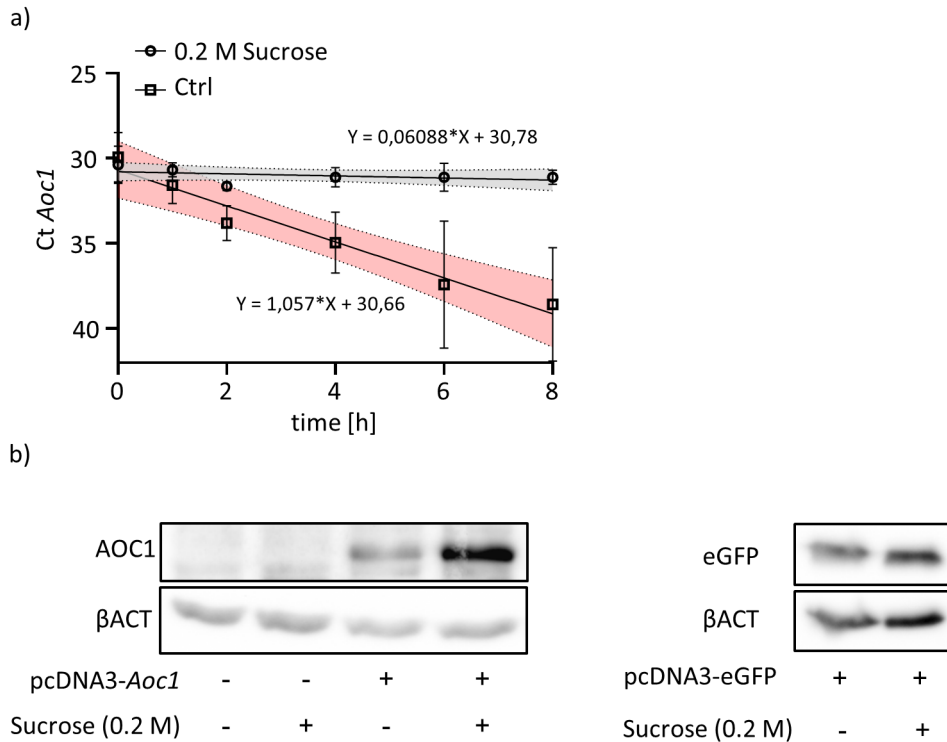 a)
0.2 M Sucrose
Ctrl
25
30
35
40
Ct Aoc1
Y = 0,06088*X + 30,78
Y = 1,057*X + 30,66
0 2 4 6 8
time [h]
b)
AOC1
βACT
pcDNA3-Aoc1 - - + +
Sucrose (0.2 M) - + - +
eGFP
βACT
pcDNA3-eGFP + +
Sucrose (0.2 M) - +